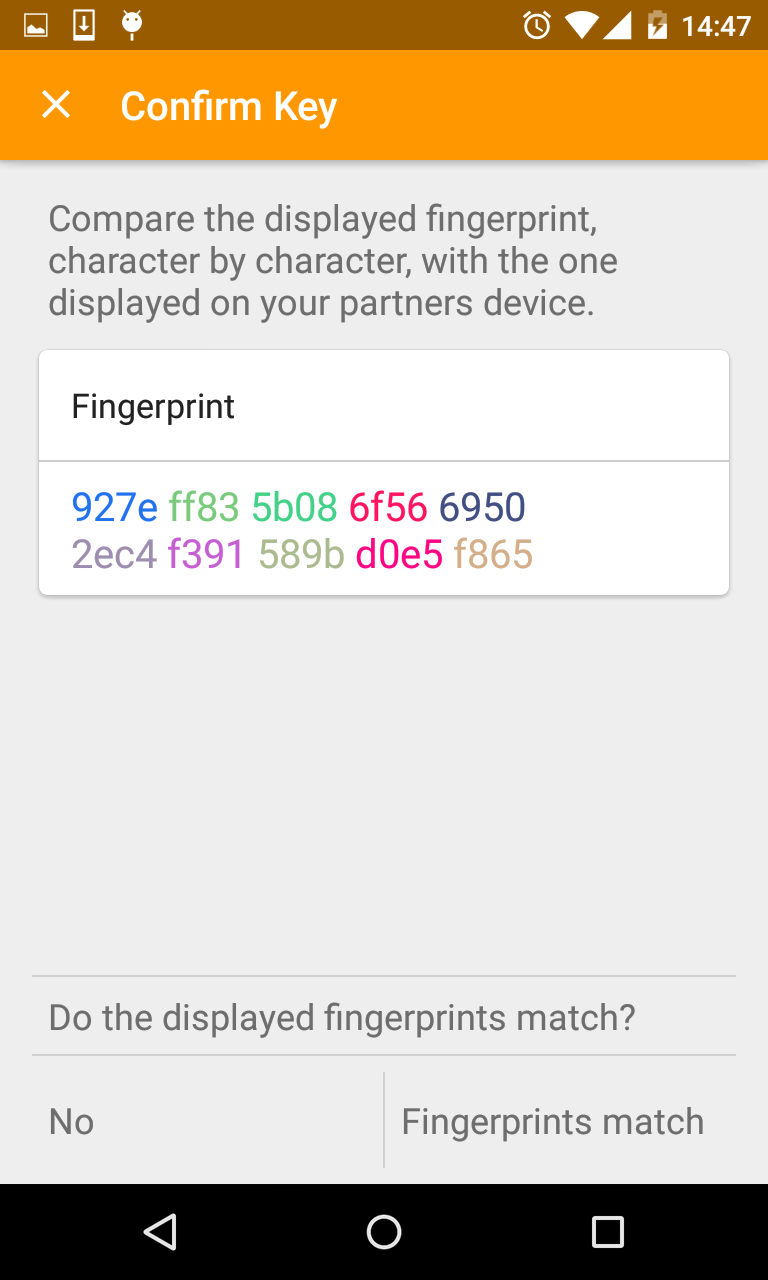 14:47
Confirm Key
Compare the displayed fingerprint,
character by character, with the one
displayed on your partners device.
Fingerprint
927e ff83 5b08 6f56 6950
2ec4 f391 589b d0e5 f865
Do the displayed fingerprints match?
No
Fingerprints match